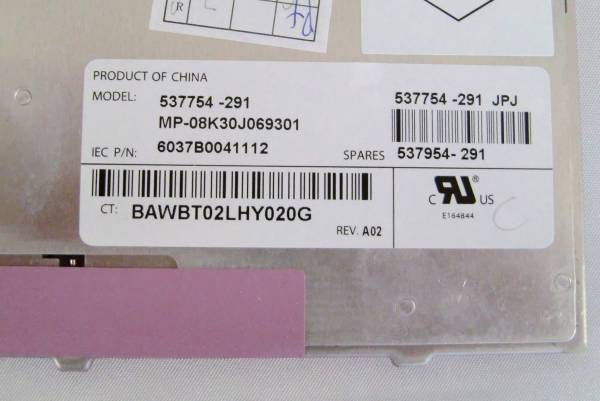 PRODUCT OF CHINA
MODEL: 537754 -291
MP-08K30J069301
IEC P/N: 6037B0041112
537754 -291 JPJ
SPARES 537954- 291
CT: BAWBT02LHY020G
REV. A02
C RU ® US
E164844